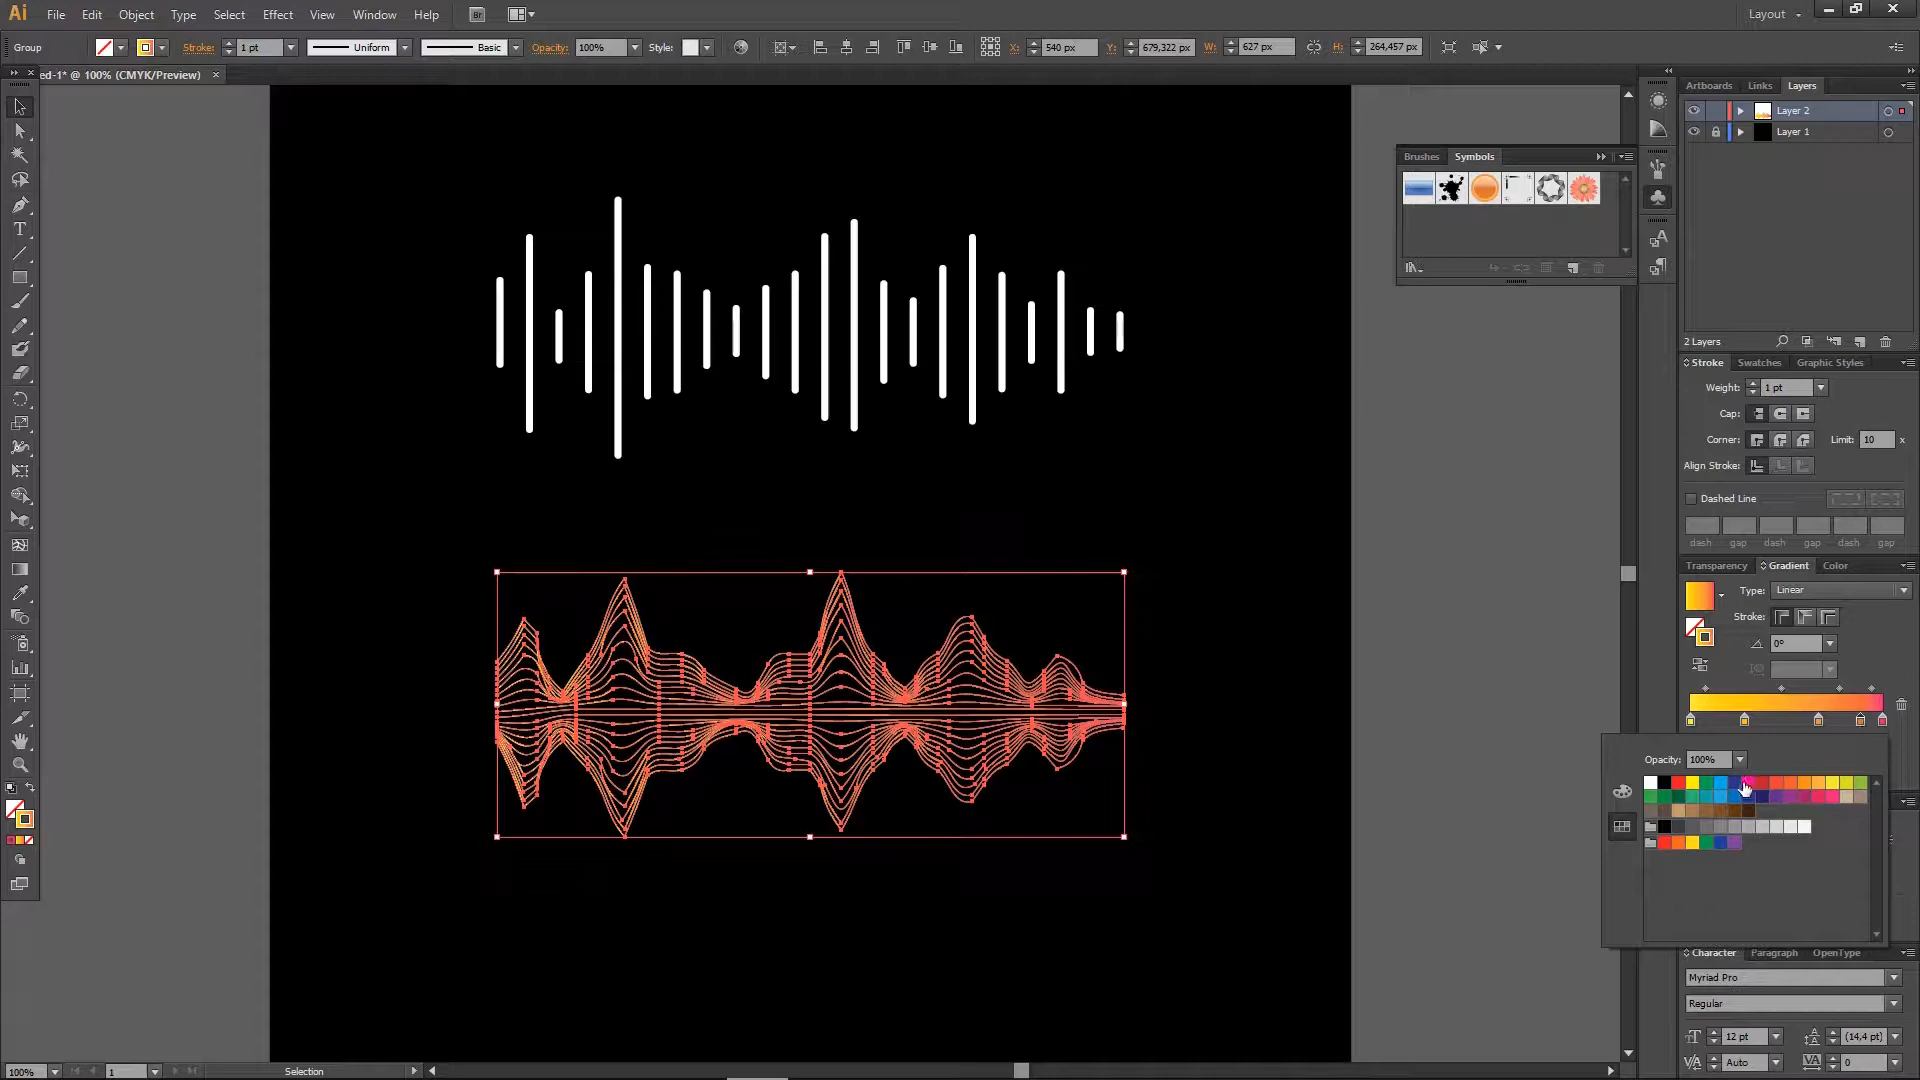 Ai File Edit Object Type Select Effect View Window Help Br Layout
Group Stroke: 1 pt Uniform Basic Opacity: 100% Style: X: 540 px Y: 679,322 px W: 627 px H: 264,457 px
ed-1* @ 100% (CMYK/Preview)
Artboards Links Layers
Layer 2
Layer 1
Brushes Symbols
2 Layers
Stroke Swatches Graphic Styles
Weight: 1 pt
Cap:
Corner: Limit: 10 x
Align Stroke:
Dashed Line
dash gap dash gap dash gap
Transparency Gradient Color
Type: Linear
Stroke:
0°
Opacity: 100%
Character Paragraph OpenType
Myriad Pro
Regular
12 pt (14,4 pt)
Auto 0
100% 1 Selection